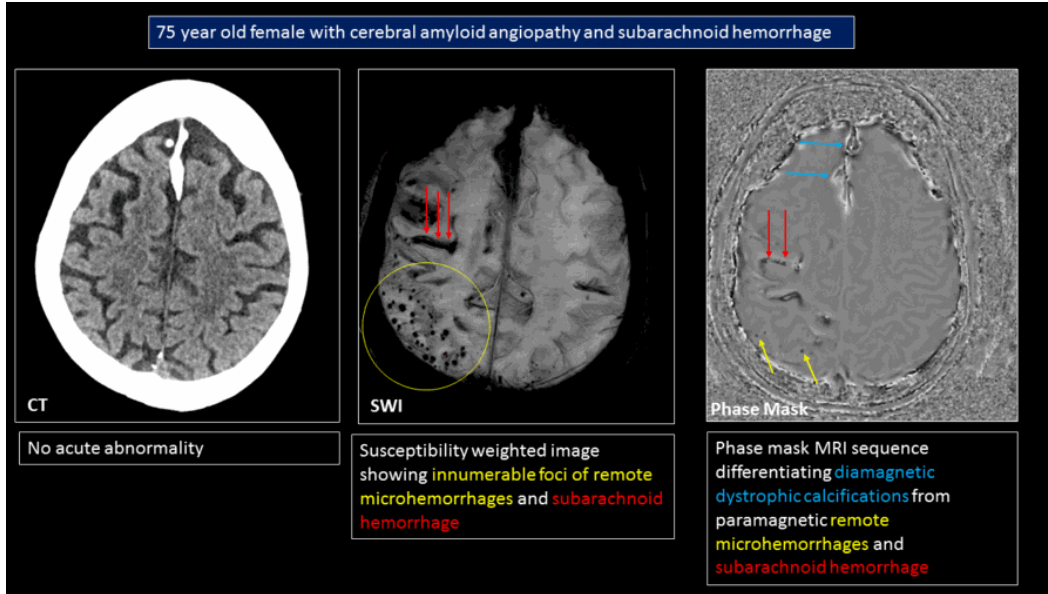 75 year old female with cerebral amyloid angiopathy and subarachnoid hemorrhage
CT
SWI
Phase Mask
No acute abnormality
Susceptibility weighted image
showing innumerable foci of remote
microhemorrhages and subarachnoid
hemorrhage
Phase mask MRI sequence
differentiating diamagnetic
dystrophic calcifications from
paramagnetic remote
microhemorrhages and
subarachnoid hemorrhage